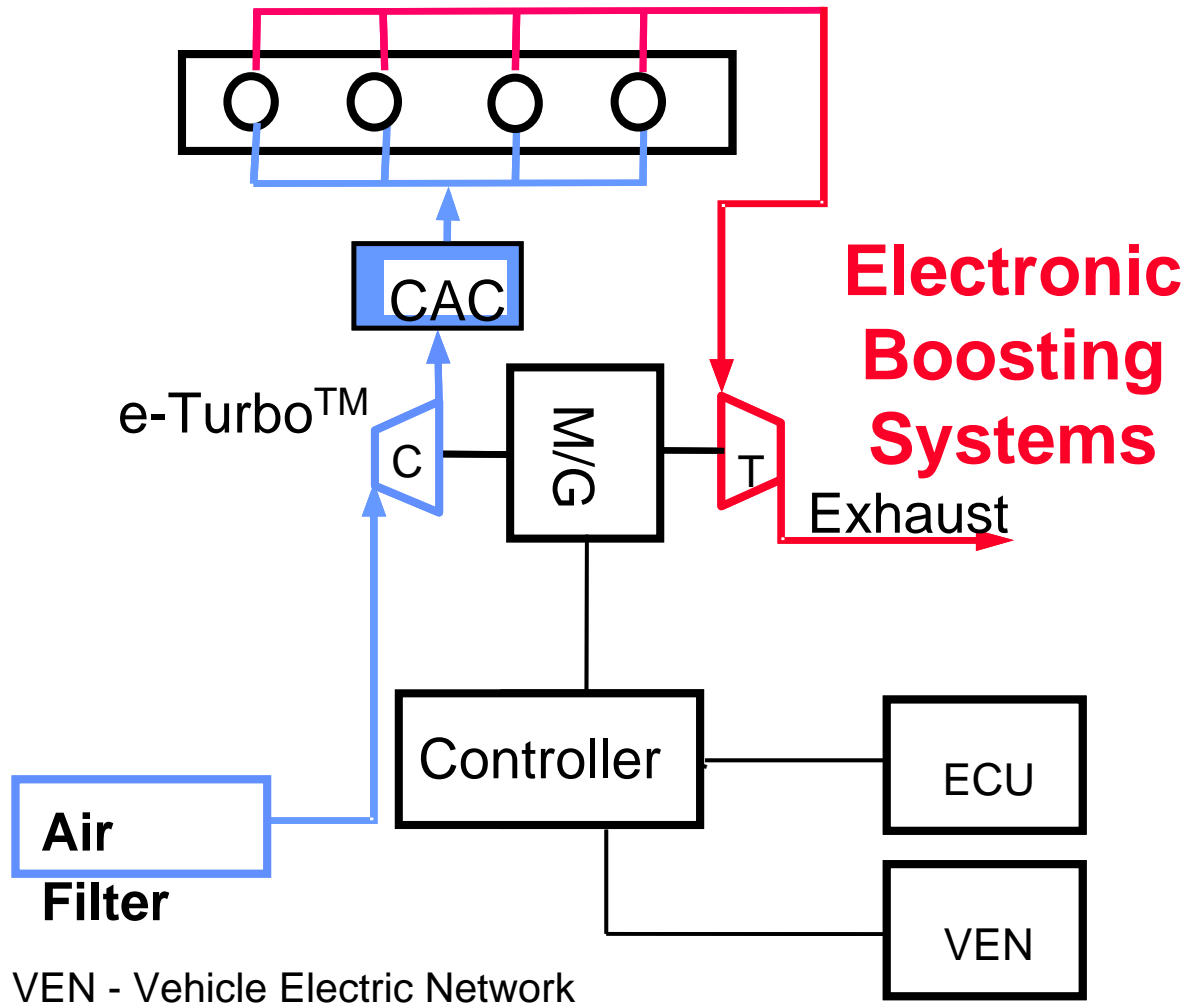 CAC
Electronic
Boosting
Systems
e-Turbo™
C
M/G
T
Exhaust
Controller
ECU
Air
Filter
VEN
VEN - Vehicle Electric Network